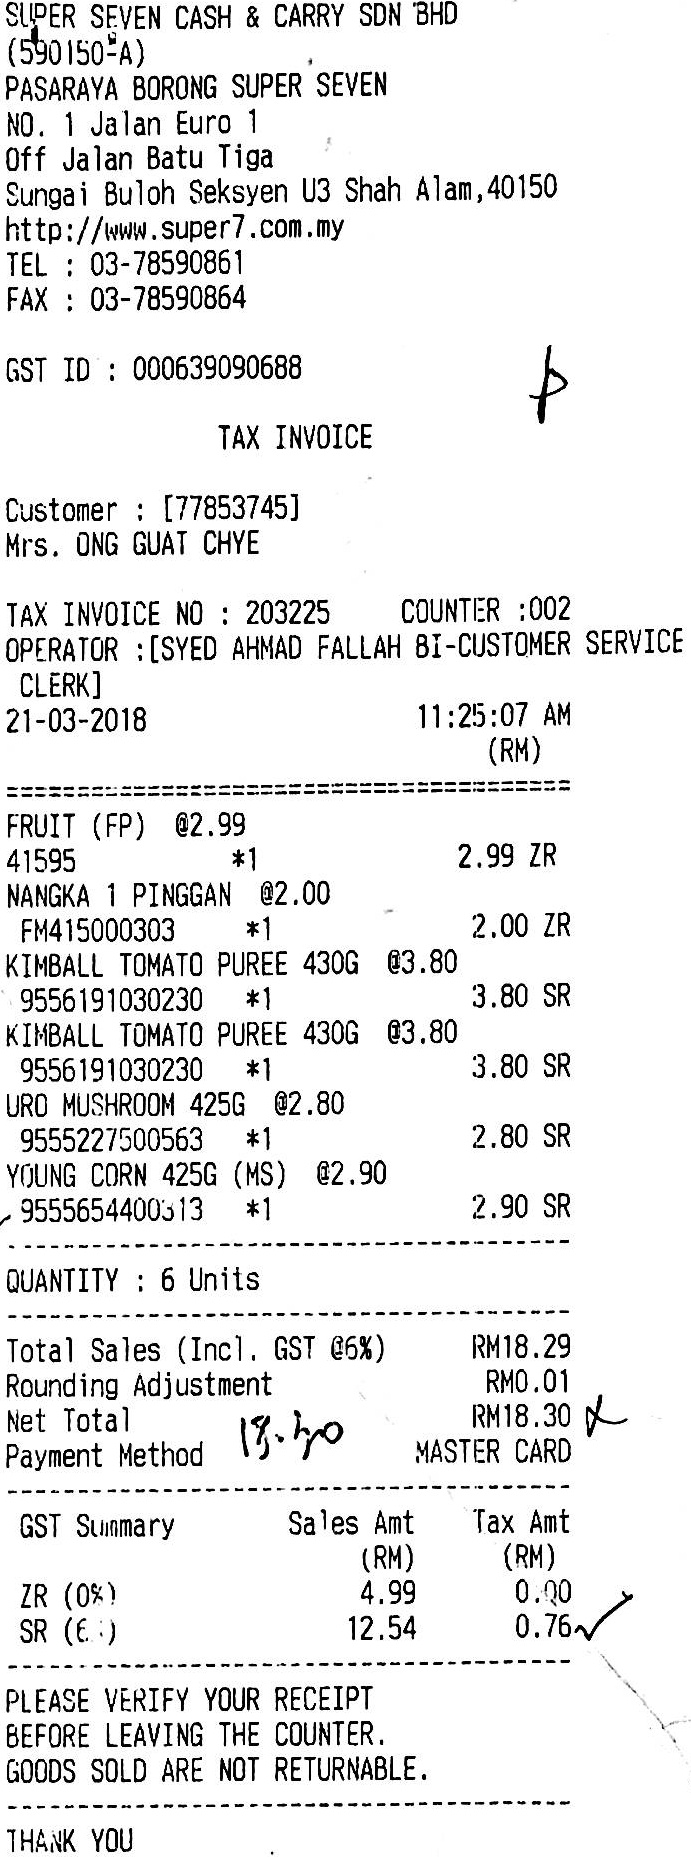 SUPER SEVEN CASH & CARRY SDN BHD
(590150-A)
PASARAYA BORONG SUPER SEVEN
NO. 1 Jalan Euro 1
Off Jalan Batu Tiga
Sungai Buloh Seksyen U3 Shah Alam,40150
http://www.super7.com.my
TEL : 03-78590861
FAX : 03-78590864
GST ID : 000639090688
TAX INVOICE
Customer : [77853745]
Mrs. ONG GUAT CHYE
TAX INVOICE NO : 203225 COUNTER :002
OPERATOR :[SYED AHMAD FALLAH BI-CUSTOMER SERVICE
CLERK]
21-03-2018 11:25:07 AM
(RM)
FRUIT (FP) @2.99
41595 *1 2.99 ZR
NANGKA 1 PINGGAN @2.00
FM415000303 *1 2.00 ZR
KIMBALL TOMATO PUREE 430G @3.80
9556191030230 *1 3.80 SR
KIMBALL TOMATO PUREE 430G @3.80
9556191030230 *1 3.80 SR
URO MUSHROOM 425G @2.80
9555227500563 *1 2.80 SR
YOUNG CORN 425G (MS) @2.90
9555654400313 *1 2.90 SR
QUANTITY : 6 Units
Total Sales (Incl. GST @6%) RM18.29
Rounding Adjustment RM0.01
Net Total RM18.30
18.30
Payment Method MASTER CARD
GST Summary Sales Amt Tax Amt
(RM) (RM)
ZR (0%) 4.99 0.00
SR 12.54 0.76
PLEASE VERIFY YOUR RECEIPT
BEFORE LEAVING THE COUNTER.
GOODS SOLD ARE NOT RETURNABLE.
THANK YOU